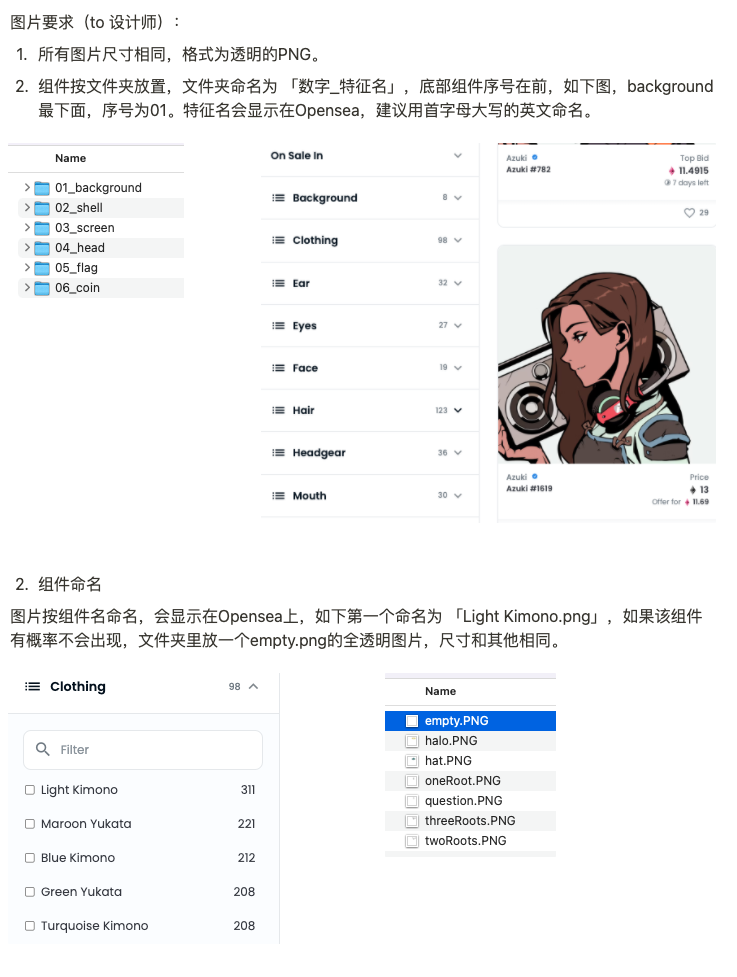 图片要求（to 设计师）：
1. 所有图片尺寸相同，格式为透明的PNG。
2. 组件按文件夹放置，文件夹命名为 「数字_特征名」，底部组件序号在前，如下图，background
最下面，序号为01。特征名会显示在Opensea，建议用首字母大写的英文命名。
Name
01_background
02_shell
03_screen
04_head
05_flag
06_coin
On Sale In
Background 8
Clothing 98
Ear 32
Eyes 27
Face 19
Hair 123
Headgear 36
Mouth 30
Azuki Top Bid
Azuki #782 11.4915
7 days left
29
Azuki Price
Azuki #1619 13
Offer for 11.69
2. 组件命名
图片按组件名命名，会显示在Opensea上，如下第一个命名为 「Light Kimono.png」，如果该组件
有概率不会出现，文件夹里放一个empty.png的全透明图片，尺寸和其他相同。
Clothing 98
Filter
Light Kimono 311
Maroon Yukata 221
Blue Kimono 212
Green Yukata 208
Turquoise Kimono 208
Name
empty.PNG
halo.PNG
hat.PNG
oneRoot.PNG
question.PNG
threeRoots.PNG
twoRoots.PNG